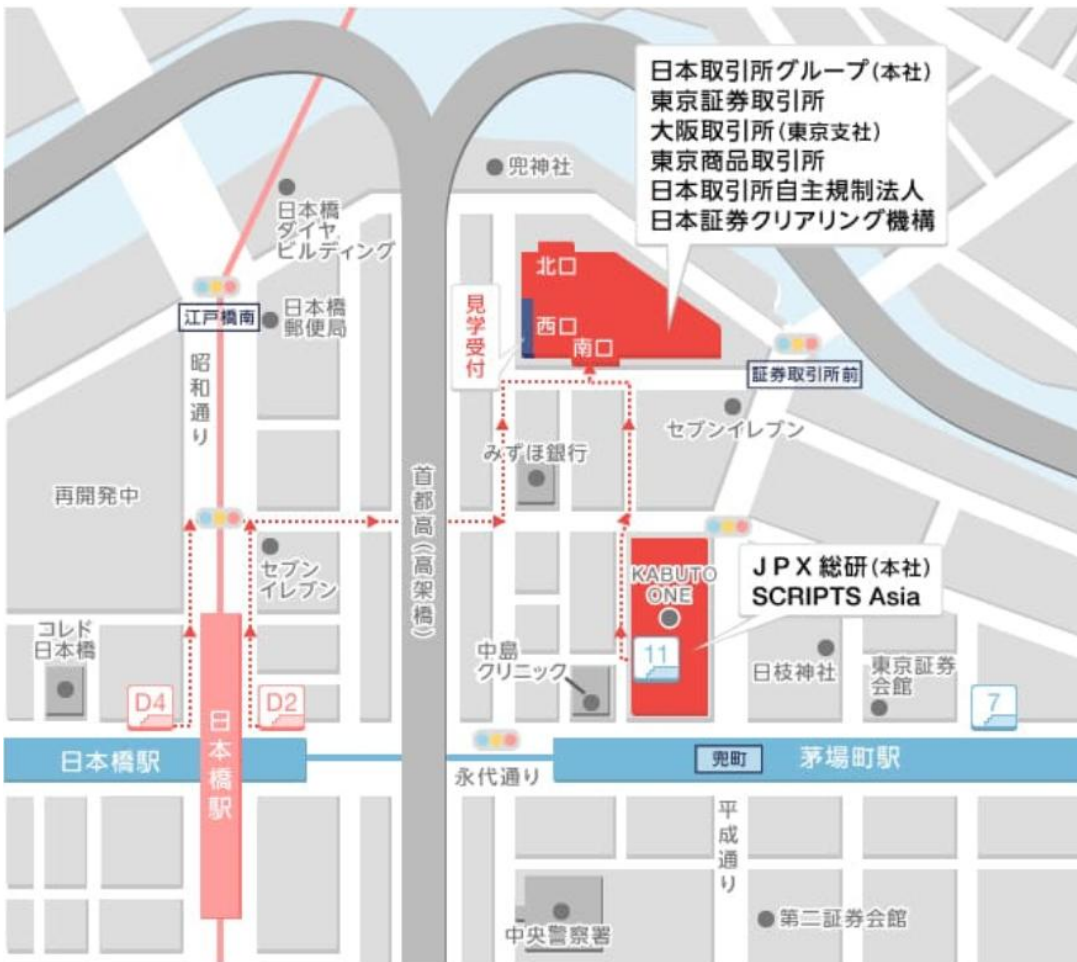 日本取引所グループ(本社)
東京証券取引所
大阪取引所(東京支社)
東京商品取引所
日本取引所自主規制法人
日本証券クリアリング機構
兜神社
日本橋
ダイヤ
ビルディング
北口
西口
南口
見学受付
江戸橋南
日本橋
郵便局
証券取引所前
昭和通り
セブンイレブン
みずほ銀行
再開発中
首都高(高架橋)
セブン
イレブン
KABUTO
ONE
JPX総研(本社)
SCRIPTS Asia
コレド
日本橋
中島
クリニック
11
日枝神社
東京証券
会館
D4
D2
7
日本橋駅
日本橋駅
永代通り
兜町
茅場町駅
平成通り
中央警察署
第二証券会館